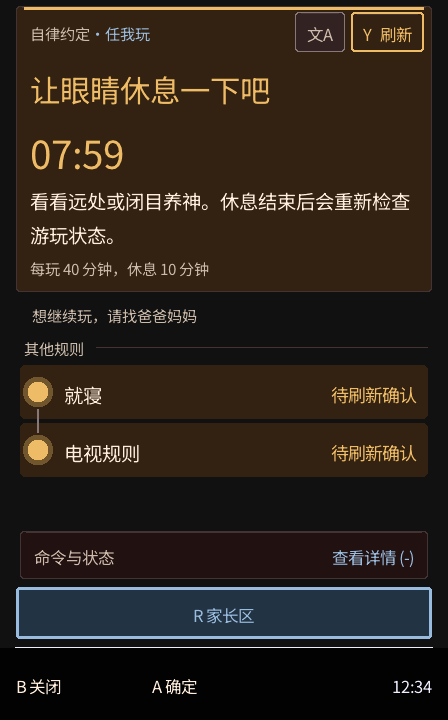 自律约定·任我玩
文A
Y 刷新
让眼睛休息一下吧
07:59
看看远处或闭目养神。休息结束后会重新检查
游玩状态。
每玩 40 分钟，休息 10 分钟
想继续玩，请找爸爸妈妈
其他规则
就寝 待刷新确认
电视规则 待刷新确认
命令与状态 查看详情 (-)
R 家长区
B 关闭 A 确定 12:34